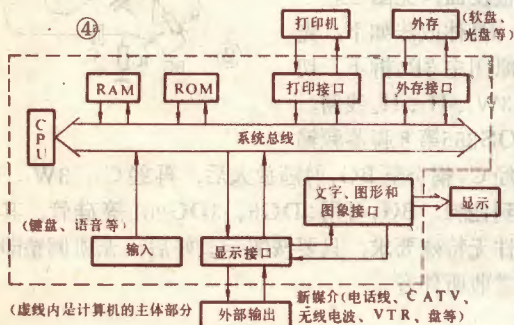 ④
打印机
外存
(软盘、
光盘等)
RAM
ROM
打印接口
外存接口
CPU
系统总线
文字、图形和
图象接口
显示
(键盘、语音等)
输入
显示接口
(虚线内是计算机的主体部分
外部输出
新媒介(电话线、CATV、
无线电波、VTR、盘等)